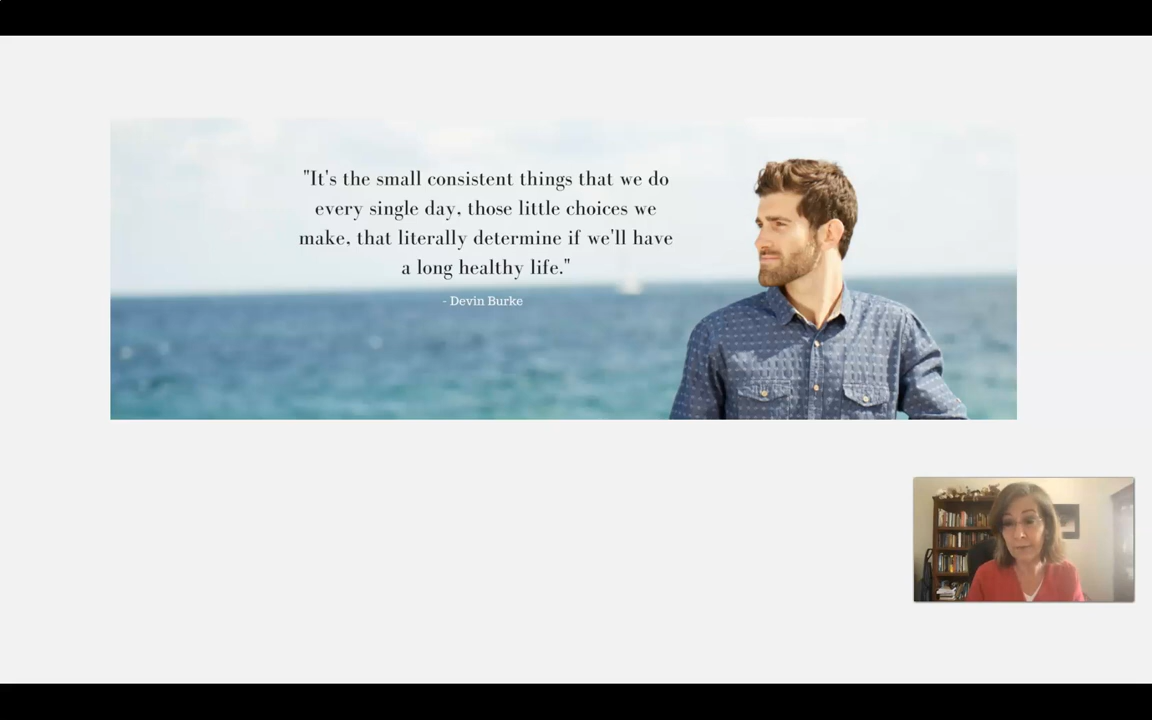 "It's the small consistent things that we do
every single day, those little choices we
make, that literally determine if we'll have
a long healthy life."
- Devin Burke